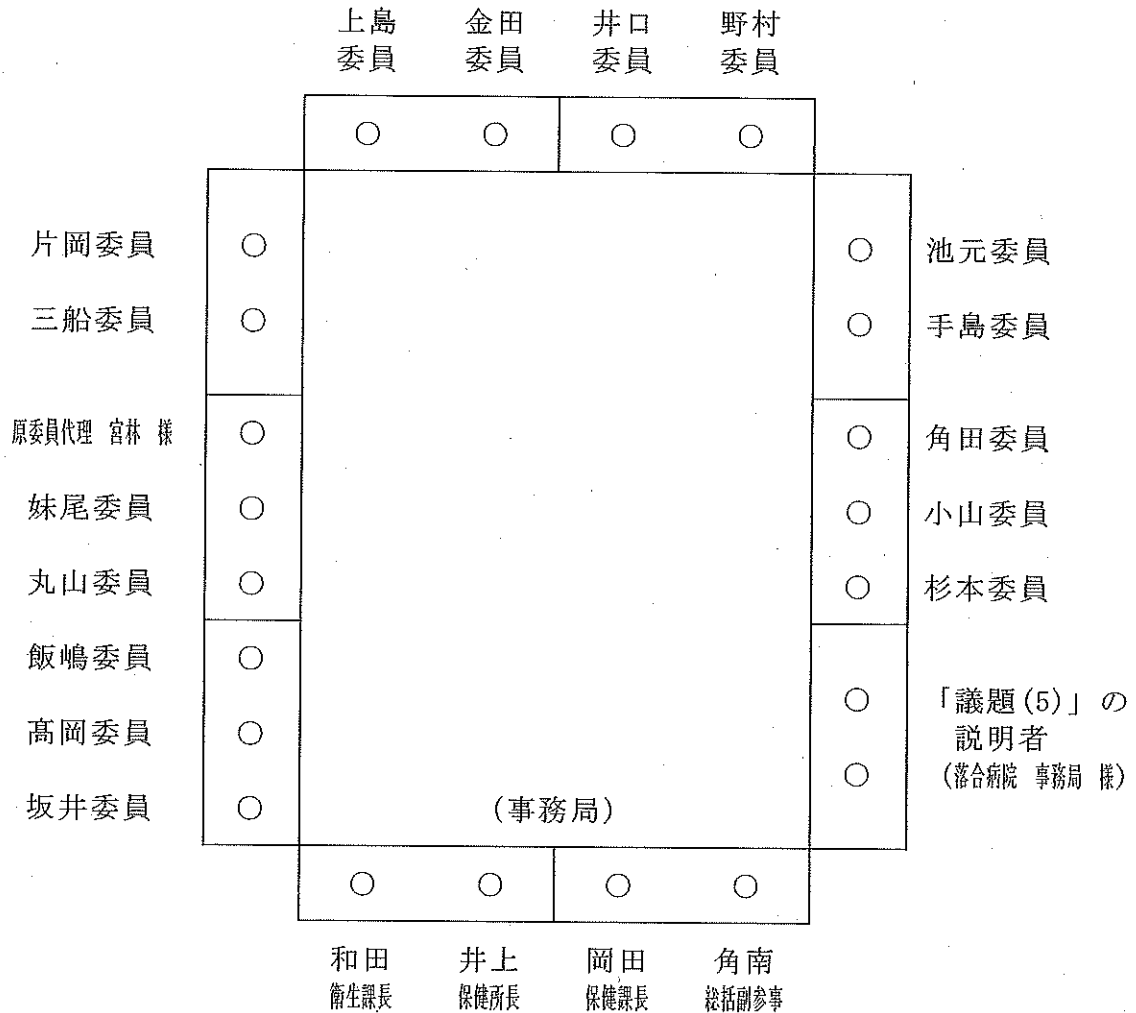 上島 金田 井口 野村
委員 委員 委員 委員
片岡委員
三船委員
原委員代理 宮林 様
妹尾委員
丸山委員
飯嶋委員
髙岡委員
坂井委員
池元委員
手島委員
角田委員
小山委員
杉本委員
「議題(5)」の
説明者
(落合病院 事務局 様)
(事務局)
和田 井上 岡田 角南
衛生課長 保健所長 保健課長 総括副参事